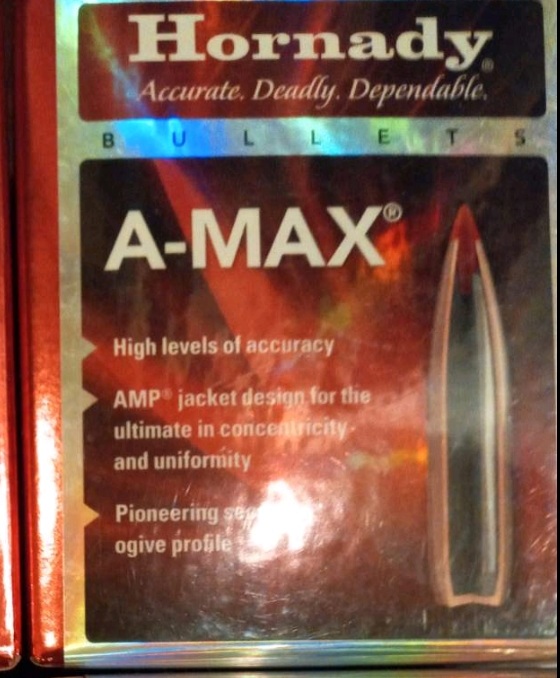 Hornady®
Accurate. Deadly. Dependable.
BULLETS
A-MAX®
High levels of accuracy
AMP® jacket design for the
ultimate in concentricity
and uniformity
Pioneering
ogive profile